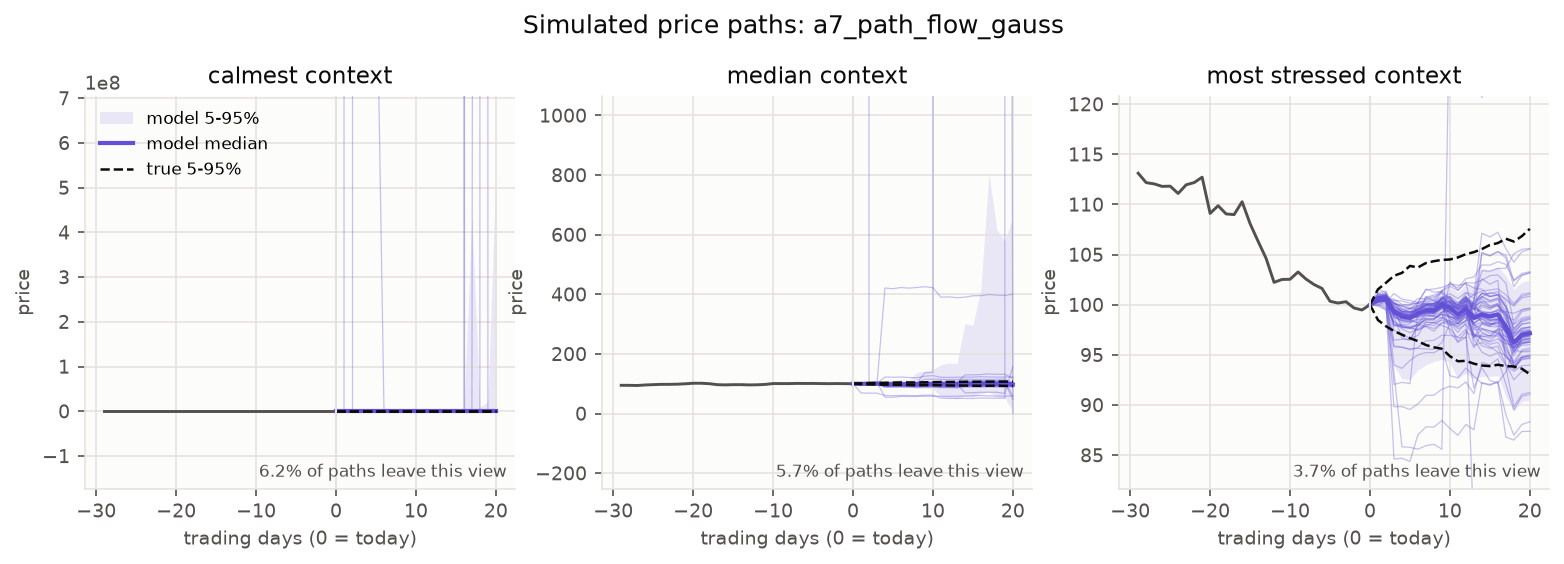 Simulated price paths: a7_path_flow_gauss
calmest context
1e8
7
6
5
4
3
2
1
0
−1
price
model 5-95%
model median
true 5-95%
6.2% of paths leave this view
−30
−20
−10
0
10
20
trading days (0 = today)
median context
1000
800
600
400
200
0
−200
price
5.7% of paths leave this view
−30
−20
−10
0
10
20
trading days (0 = today)
most stressed context
120
115
110
105
100
95
90
85
price
3.7% of paths leave this view
−30
−20
−10
0
10
20
trading days (0 = today)